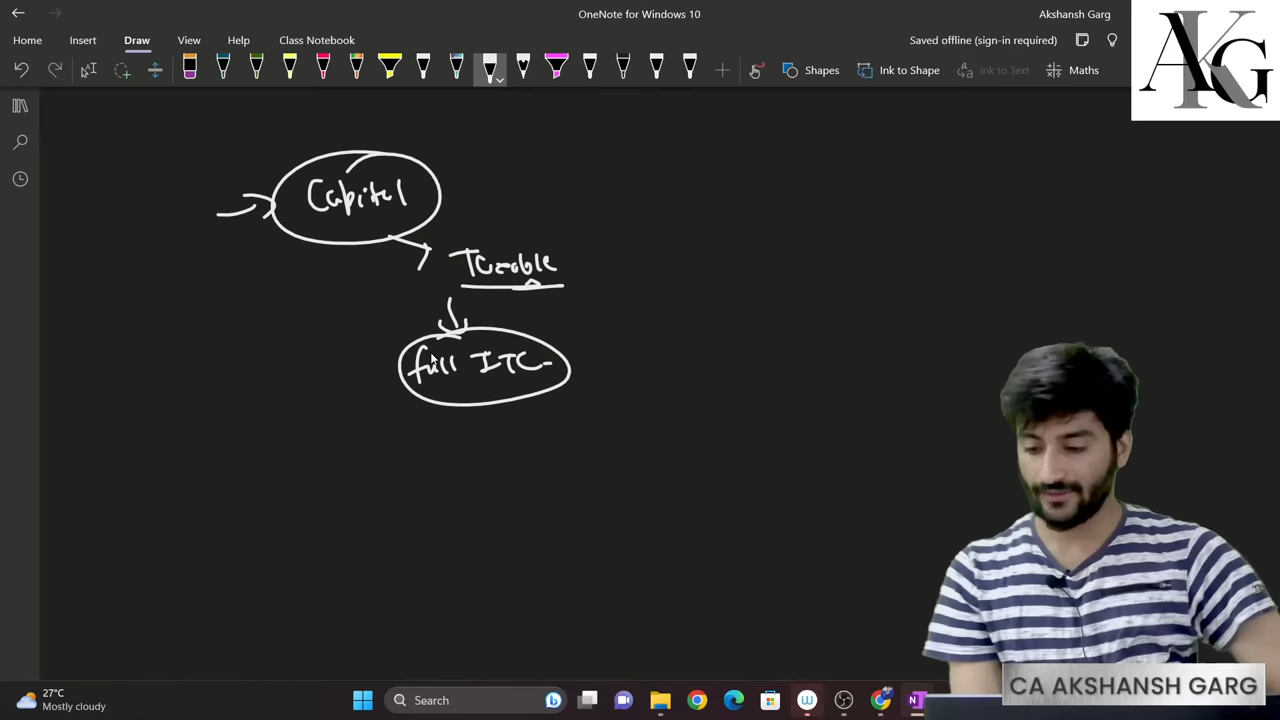 OneNote for Windows 10
Akshansh Garg
Home Insert Draw View Help Class Notebook
Saved offline (sign-in required)
Shapes Ink to Shape Ink to Text Maths
AKG
Capital
Taxable
full ITC
27°C
Mostly cloudy
Search
CA AKSHANSH GARG